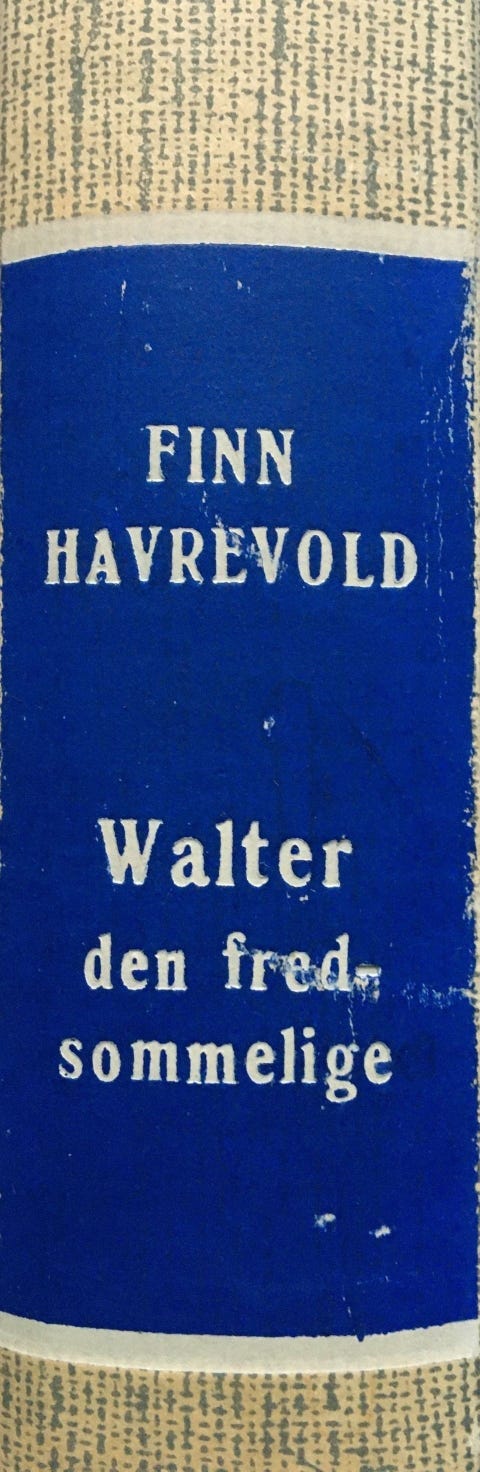 FINN
HAVREVOLD
Walter
den fred-
sommelige